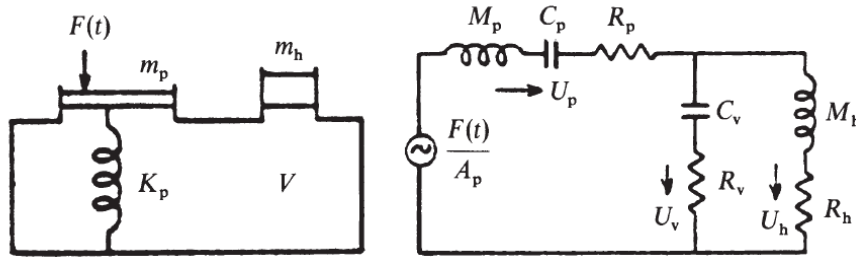 F(t)
m_p
m_h
K_p
V
M_p
C_p
R_p
U_p
F(t)
A_p
C_v
M_h
R_v
U_v
U_h
R_h